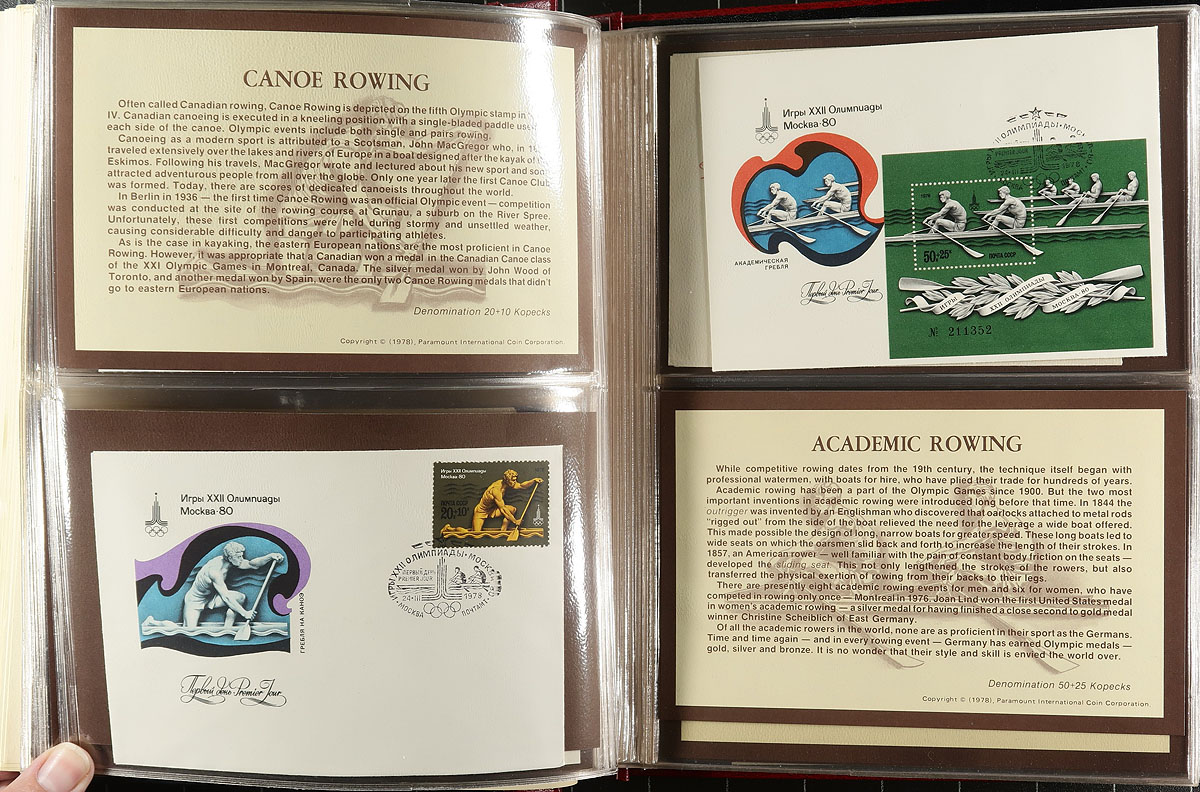 CANOE ROWING
Often called Canadian rowing, Canoe Rowing is depicted on the fifth Olympic stamp in
IV. Canadian canoeing is executed in a kneeling position with a single-bladed paddle
each side of the canoe. Olympic events include both single and pairs rowing.
Canoeing as a modern sport is attributed to a Scotsman, John MacGregor who, in
traveled extensively over the lakes and rivers of Europe in a boat designed after the kayak of
Eskimos. Following his travels, MacGregor wrote and lectured about his new sport and
attracted adventurous people from all over the globe. Only one year later the first Canoe Club
was formed. Today, there are scores of dedicated canoeists throughout the world.
In Berlin in 1936 — the first time Canoe Rowing was an official Olympic event — competition
was conducted at the site of the rowing course at Grunau, a suburb on the River Spree.
Unfortunately, these first competitions were held during stormy and unsettled weather,
causing considerable difficulty and danger to participating athletes.
As is the case in kayaking, the eastern European nations are the most proficient in Canoe
Rowing. However, it was appropriate that a Canadian won a medal in the Canadian Canoe class
of the XXI Olympic Games in Montreal, Canada. The silver medal won by John Wood of
Toronto, and another medal won by Spain, were the only two Canoe Rowing medals that didn't
go to eastern European nations.
Denomination 20+10 Kopecks
Copyright © (1978), Paramount International Coin Corporation.
Игры XXII Олимпиады
Москва·80
Игры XXII Олимпиады
Москва·80
ПОЧТА СССР
20+10к
ИГРЫ XXII ОЛИМПИАДЫ • МОСКВА
ПЕРВЫЙ ДЕНЬ
PREMIER JOUR
24·III 1978
МОСКВА ПОЧТАМТ
ГРЕБЛЯ НА КАНОЭ
Первый день Premier Jour
Игры XXII Олимпиады
Москва·80
ОЛИМПИАДЫ • МОС
1978
50+25к
ПОЧТА СССР
АКАДЕМИЧЕСКАЯ
ГРЕБЛЯ
Первый день Premier Jour
ИГРЫ XXII ОЛИМПИАДЫ МОСКВА 80
№ 211352
ACADEMIC ROWING
While competitive rowing dates from the 19th century, the technique itself began with
professional watermen, with boats for hire, who have plied their trade for hundreds of years.
Academic rowing has been a part of the Olympic Games since 1900. But the two most
important inventions in academic rowing were introduced long before that time. In 1844 the
outrigger was invented by an Englishman who discovered that oarlocks attached to metal rods
"rigged out" from the side of the boat relieved the need for the leverage a wide boat offered.
This made possible the design of long, narrow boats for greater speed. These long boats led to
wide seats on which the oarsmen slid back and forth to increase the length of their strokes. In
1857, an American rower — well familiar with the pain of constant body friction on the seats —
developed the sliding seat. This not only lengthened the strokes of the rowers, but also
transferred the physical exertion of rowing from their backs to their legs.
There are presently eight academic rowing events for men and six for women, who have
competed in rowing only once — Montreal in 1976. Joan Lind won the first United States medal
in women's academic rowing — a silver medal for having finished a close second to gold medal
winner Christine Scheiblich of East Germany.
Of all the academic rowers in the world, none are as proficient in their sport as the Germans.
Time and time again — and in every rowing event — Germany has earned Olympic medals —
gold, silver and bronze. It is no wonder that their style and skill is envied the world over.
Denomination 50+25 Kopecks
Copyright © (1978), Paramount International Coin Corporation.